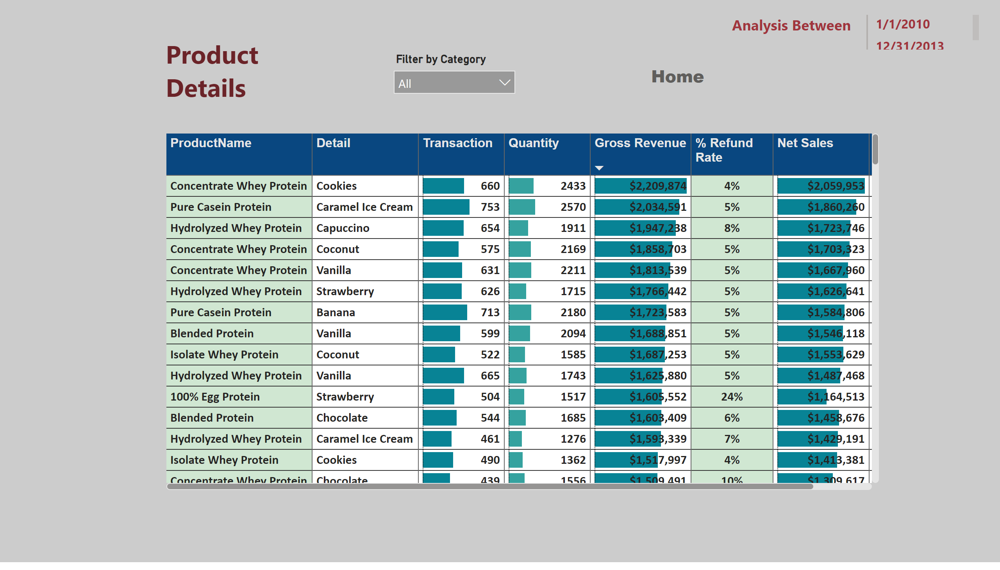 Analysis Between
1/1/2010
12/31/2013
Product
Details
Filter by Category
All
Home
ProductName Detail Transaction Quantity Gross Revenue % Refund Rate Net Sales
Concentrate Whey Protein Cookies 660 2433 $2,209,874 4% $2,059,953
Pure Casein Protein Caramel Ice Cream 753 2570 $2,034,591 5% $1,860,260
Hydrolyzed Whey Protein Capuccino 654 1911 $1,947,238 8% $1,723,746
Concentrate Whey Protein Coconut 575 2169 $1,858,703 5% $1,703,323
Concentrate Whey Protein Vanilla 631 2211 $1,813,539 5% $1,667,960
Hydrolyzed Whey Protein Strawberry 626 1715 $1,766,442 5% $1,626,641
Pure Casein Protein Banana 713 2180 $1,723,583 5% $1,584,806
Blended Protein Vanilla 599 2094 $1,688,851 5% $1,546,118
Isolate Whey Protein Coconut 522 1585 $1,687,253 5% $1,553,629
Hydrolyzed Whey Protein Vanilla 665 1743 $1,625,880 5% $1,487,468
100% Egg Protein Strawberry 504 1517 $1,605,552 24% $1,164,513
Blended Protein Chocolate 544 1685 $1,603,409 6% $1,458,676
Hydrolyzed Whey Protein Caramel Ice Cream 461 1276 $1,593,339 7% $1,429,191
Isolate Whey Protein Cookies 490 1362 $1,517,997 4% $1,413,381
Concentrate Whey Protein Chocolate 439 1556 $1,509,491 10% $1,309,617